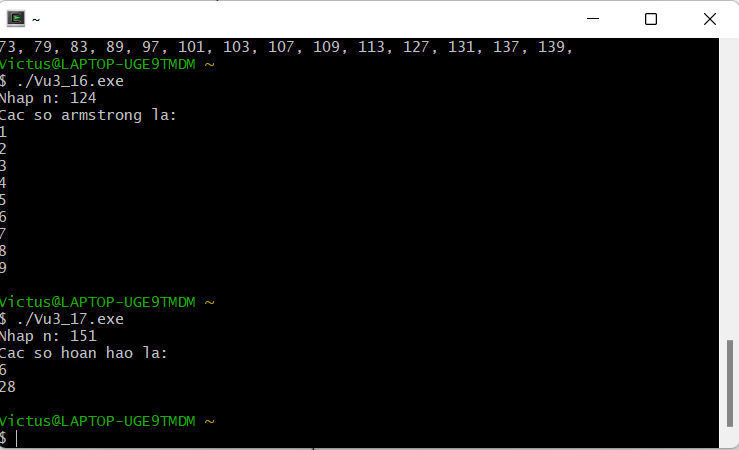 ~
73, 79, 83, 89, 97, 101, 103, 107, 109, 113, 127, 131, 137, 139,
Victus@LAPTOP-UGE9TMDM ~
$ ./Vu3_16.exe
Nhap n: 124
Cac so armstrong la:
1
2
3
4
5
6
7
8
9
Victus@LAPTOP-UGE9TMDM ~
$ ./Vu3_17.exe
Nhap n: 151
Cac so hoan hao la:
6
28
Victus@LAPTOP-UGE9TMDM ~
$